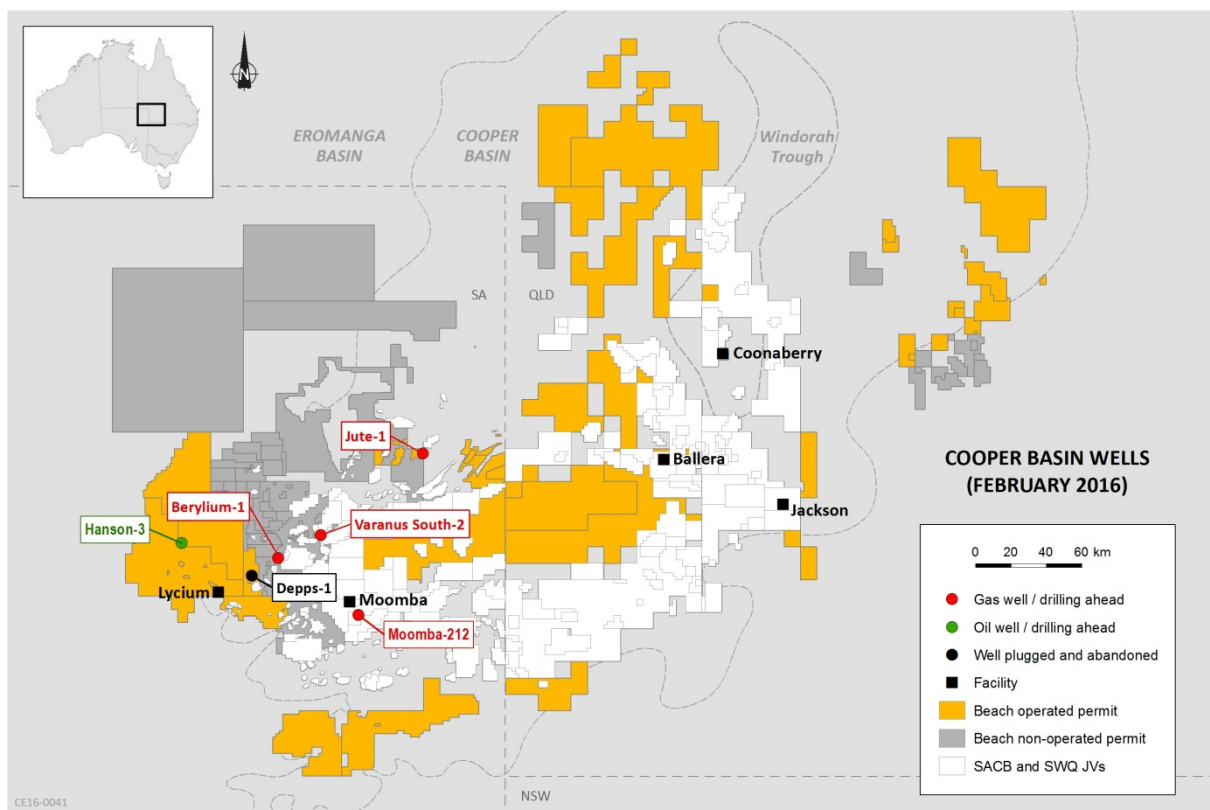 N
EROMANGA
BASIN
COOPER
BASIN
Windorah
Trough
SA
QLD
Coonaberry
Jute-1
Ballera
COOPER BASIN WELLS
(FEBRUARY 2016)
Berylium-1
Varanus South-2
Jackson
Hanson-3
Depps-1
Lycium
Moomba
Moomba-212
0 20 40 60 km
Gas well / drilling ahead
Oil well / drilling ahead
Well plugged and abandoned
Facility
Beach operated permit
Beach non-operated permit
SACB and SWQ JVs
NSW
CE16-0041